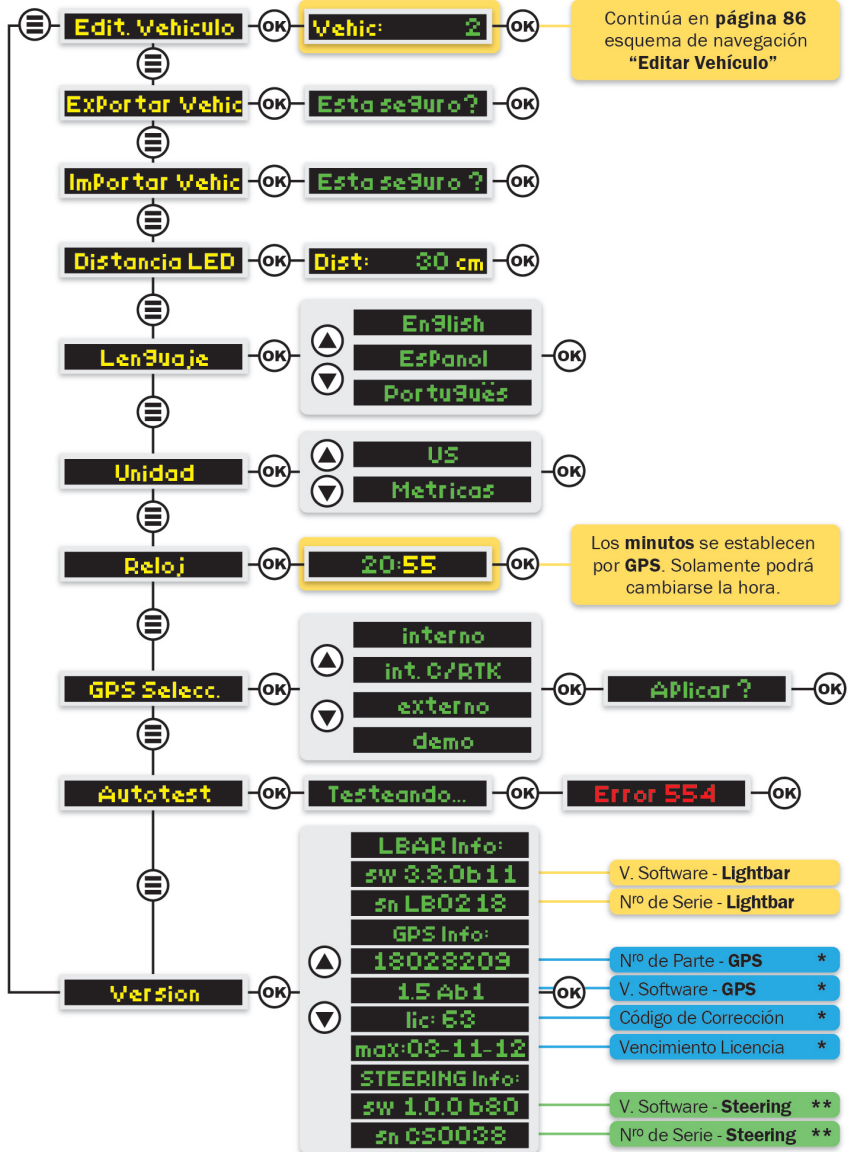 Edit. Vehiculo OK Vehic: 2 OK
Continúa en página 86
esquema de navegación
“Editar Vehículo”
Exportar Vehic OK Esta seguro? OK
Importar Vehic OK Esta seguro ? OK
Distancia LED OK Dist: 30 cm OK
Lenguaje OK
English
Espanol
Portuguës
OK
Unidad OK
US
Metricas
OK
Reloj OK 20:55 OK
Los minutos se establecen
por GPS. Solamente podrá
cambiarse la hora.
GPS Selecc. OK
interno
int. C/RTK
externo
demo
OK Aplicar ? OK
Autotest OK Testeando... OK Error 554 OK
Version OK
LBAR Info:
sw 3.8.0b11 V. Software - Lightbar
sn LB0218 Nro de Serie - Lightbar
GPS Info:
18028209 Nro de Parte - GPS *
1.5 Ab1 OK V. Software - GPS *
lic: 63 Código de Corrección *
max:03-11-12 Vencimiento Licencia *
STEERING Info:
sw 1.0.0 b80 V. Software - Steering **
sn CS0038 Nro de Serie - Steering **